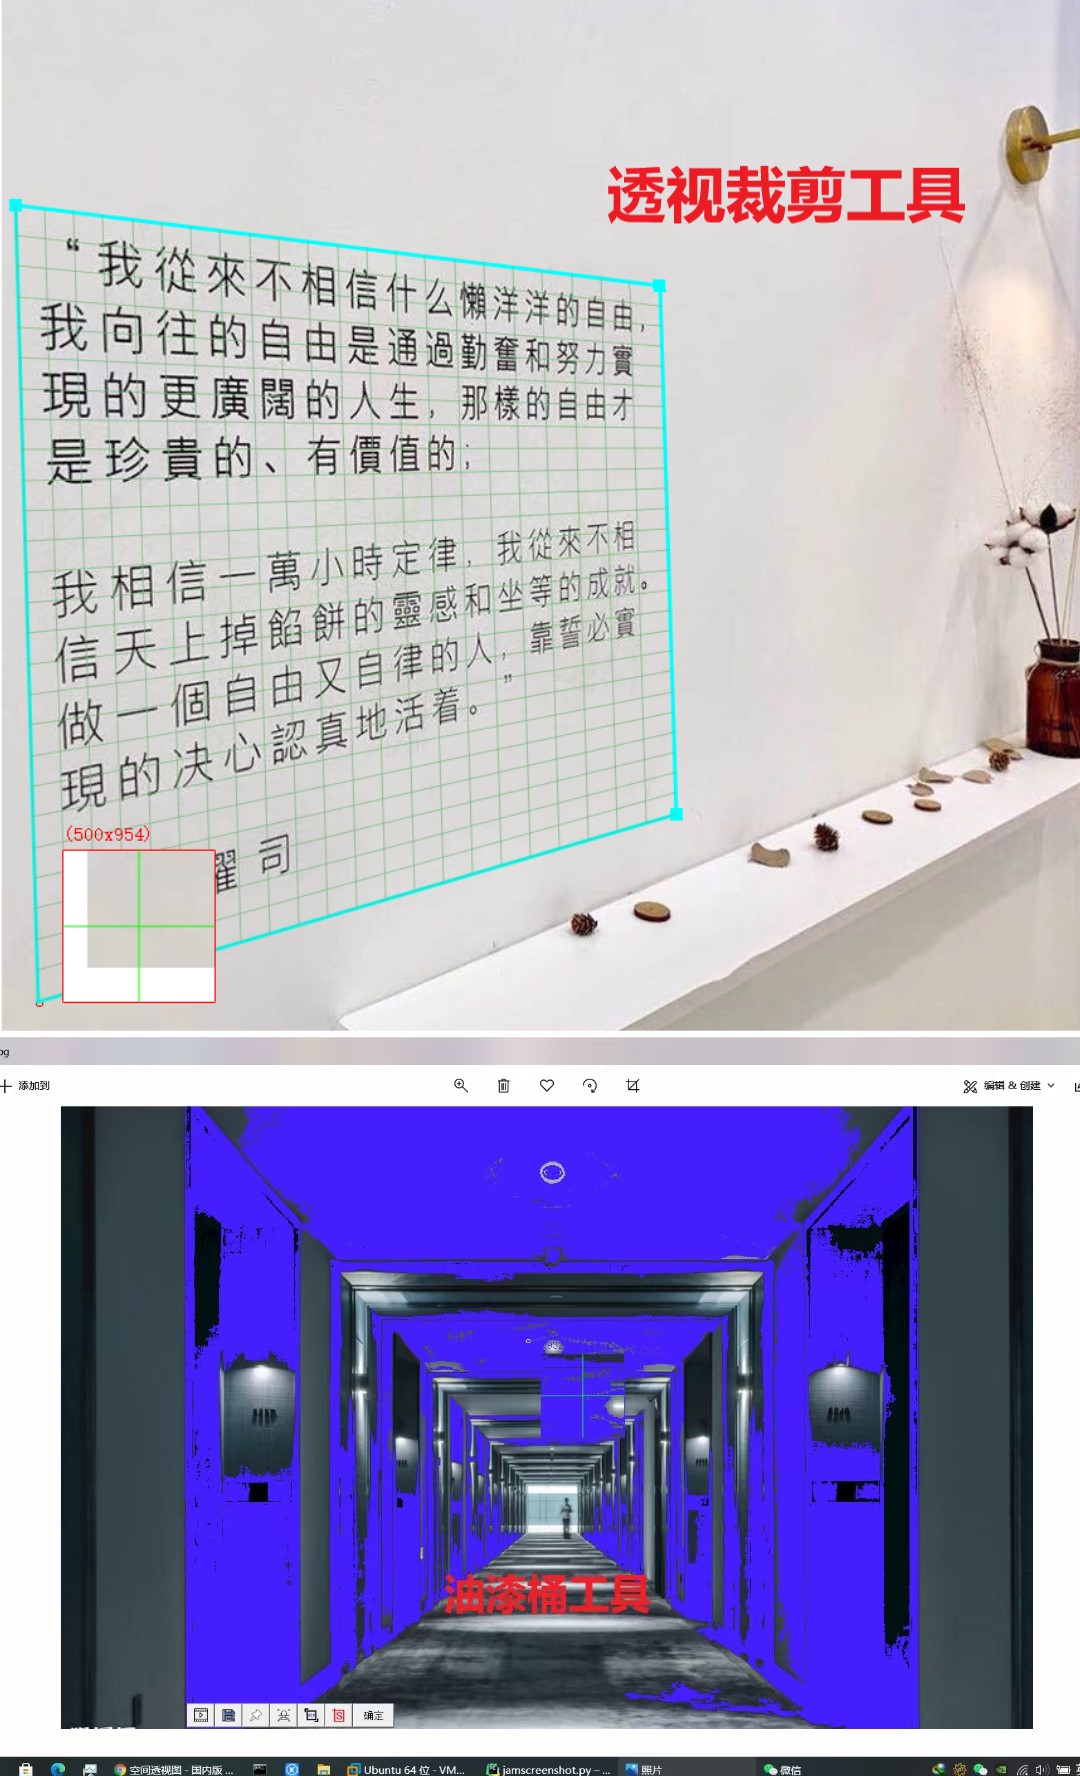 透视裁剪工具
“我從來不相信什么懶洋洋的自由，
我向往的自由是通過勤奮和努力實
現的更廣闊的人生，那樣的自由才
是珍貴的、有價值的；
我相信一萬小時定律，我從來不相
信天上掉餡餅的靈感和坐等的成就。
做一個自由又自律的人，靠誓必實
現的决心認真地活着。”
(500x954)
司
添加到
编辑 & 创建
油漆桶工具
确定
空间透视图 - 国内版 ...
Ubuntu 64 位 - VM...
jamscreenshot.py – ...
照片
微信